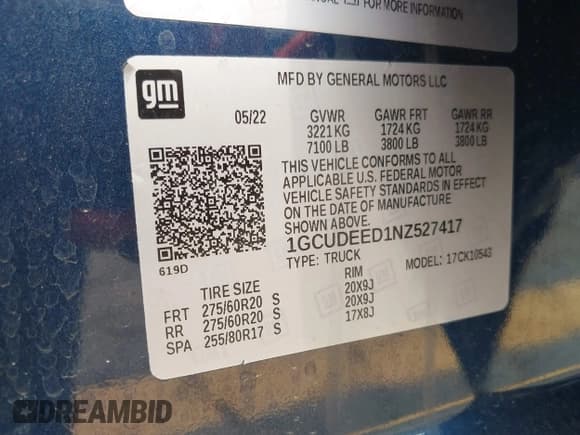 FOR MORE INFORMATION
gm
MFD BY GENERAL MOTORS LLC
05/22 GVWR GAWR FRT GAWR RR
3221 KG 1724 KG 1724 KG
7100 LB 3800 LB 3800 LB
THIS VEHICLE CONFORMS TO ALL
APPLICABLE U.S. FEDERAL MOTOR
VEHICLE SAFETY STANDARDS IN EFFECT
ON THE DATE OF MANUFACTURE
SHOWN ABOVE.
1GCUDEED1NZ527417
619D
TYPE: TRUCK MODEL: 17CK10543
TIRE SIZE RIM
FRT 275/60R20 S 20X9J
RR 275/60R20 S 20X9J
SPA 255/80R17 S 17X8J
DREAMBID